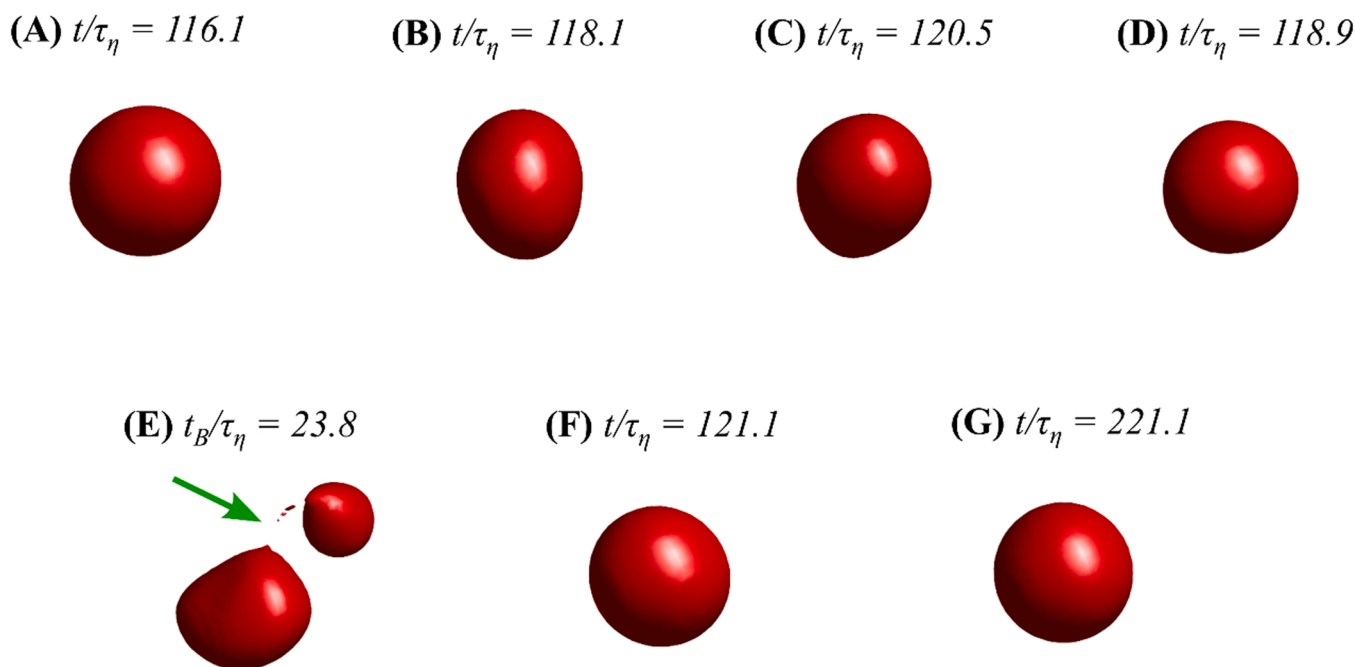 (A) t/τη = 116.1
(B) t/τη = 118.1
(C) t/τη = 120.5
(D) t/τη = 118.9
(E) tB/τη = 23.8
(F) t/τη = 121.1
(G) t/τη = 221.1